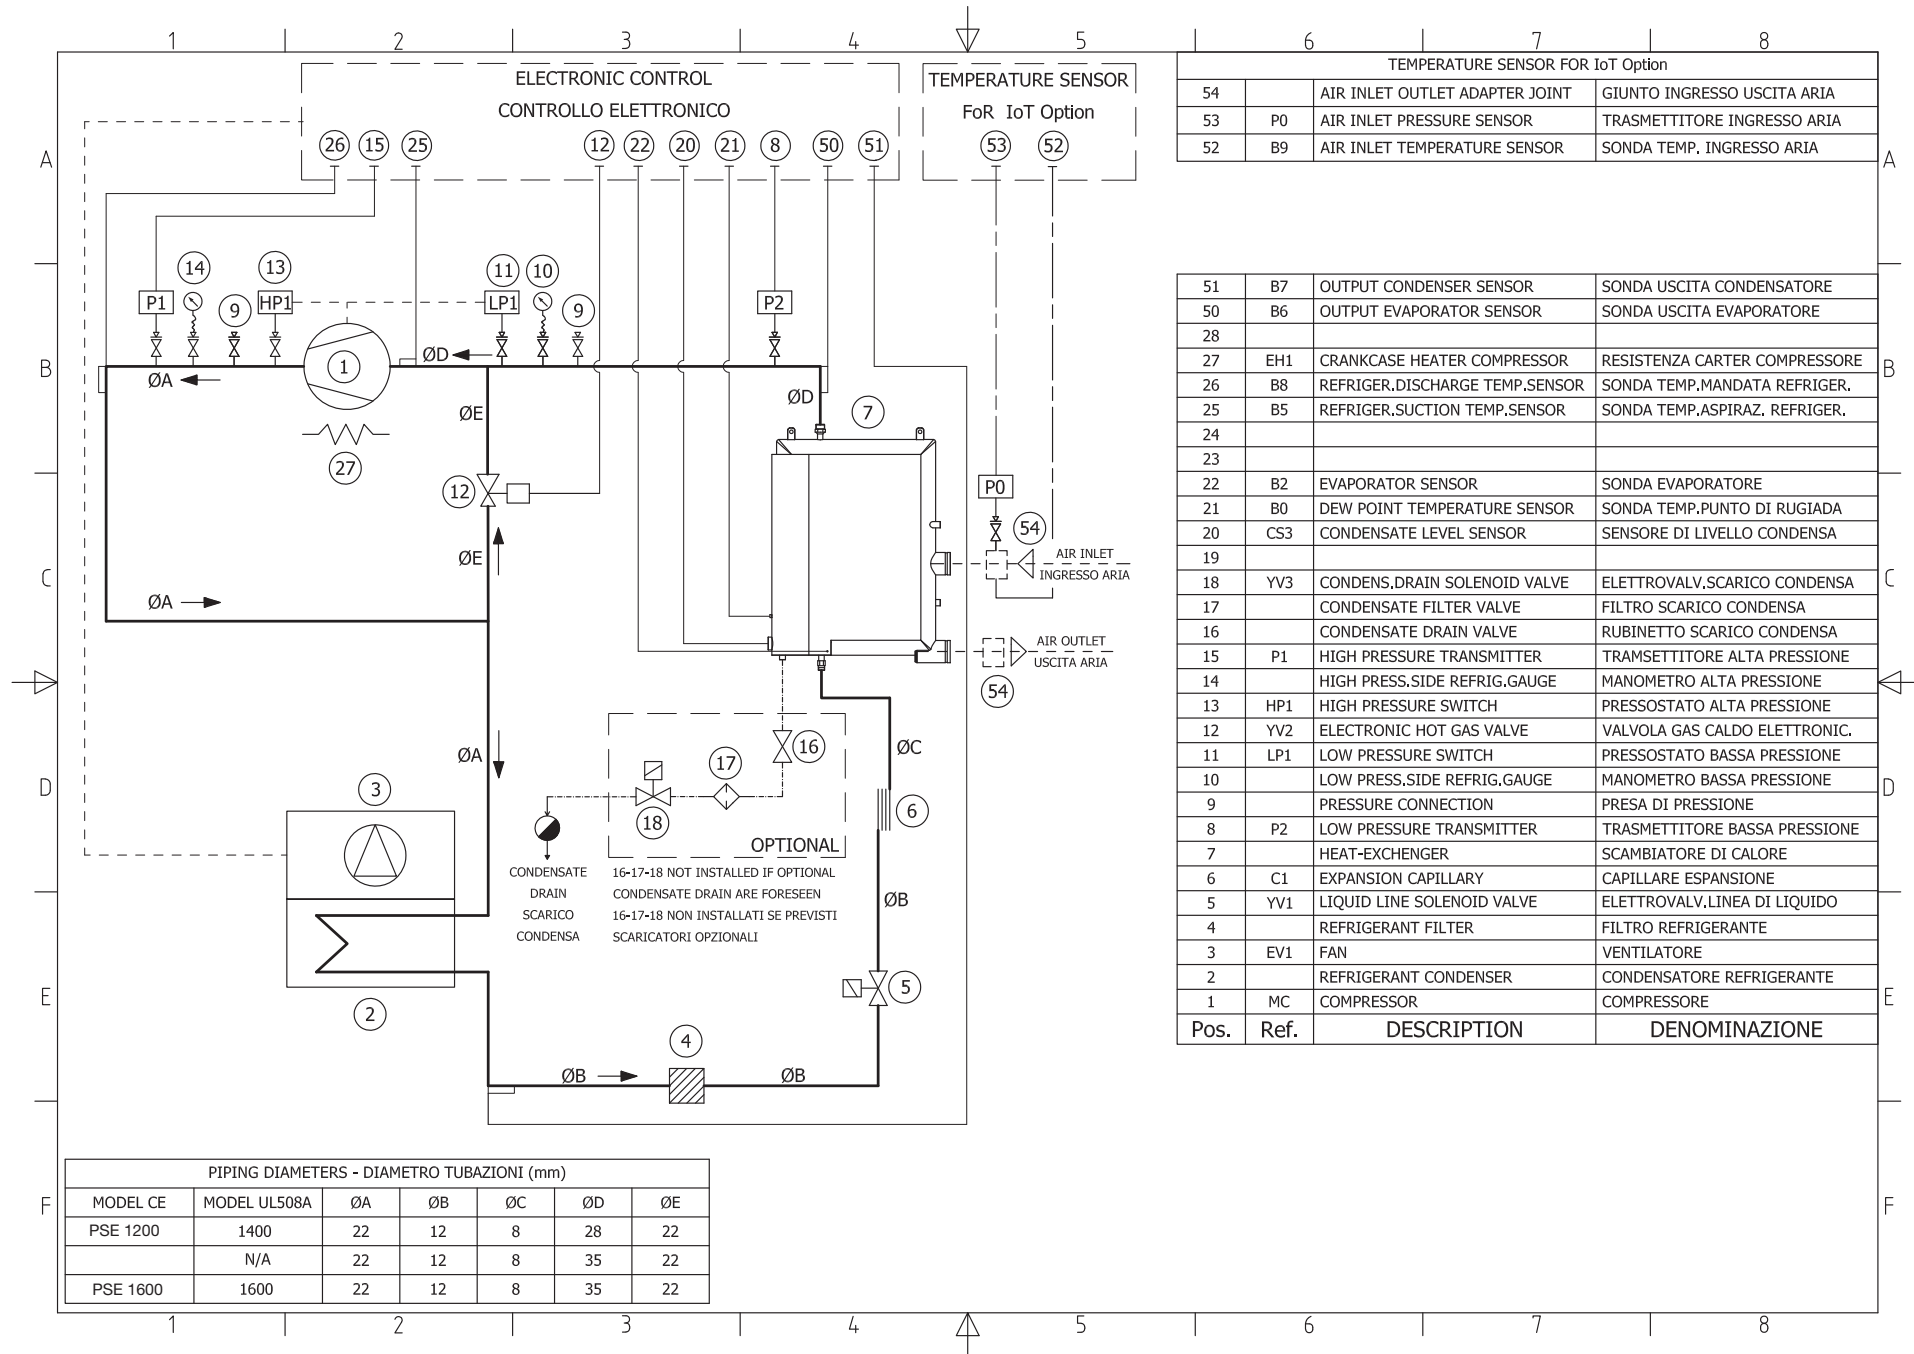 1 2 3 4 5 6 7 8
A
B
C
D
E
F
ELECTRONIC CONTROL
CONTROLLO ELETTRONICO
26 15 25 12 22 20 21 8 50 51
TEMPERATURE SENSOR
FoR IoT Option
53 52
14 13 11 10
P1 9 HP1 LP1 9 P2
1
ØD
ØA
ØE
ØD
7
27
12
P0
54
ØE
AIR INLET
INGRESSO ARIA
ØA
AIR OUTLET
USCITA ARIA
54
ØA
16
ØC
17
3
18
6
OPTIONAL
CONDENSATE
DRAIN
SCARICO
CONDENSA
16-17-18 NOT INSTALLED IF OPTIONAL
CONDENSATE DRAIN ARE FORESEEN
16-17-18 NON INSTALLATI SE PREVISTI
SCARICATORI OPZIONALI
ØB
5
2
4
ØB ØB
TEMPERATURE SENSOR FOR IoT Option
54 AIR INLET OUTLET ADAPTER JOINT GIUNTO INGRESSO USCITA ARIA
53 P0 AIR INLET PRESSURE SENSOR TRASMETTITORE INGRESSO ARIA
52 B9 AIR INLET TEMPERATURE SENSOR SONDA TEMP. INGRESSO ARIA
51 B7 OUTPUT CONDENSER SENSOR SONDA USCITA CONDENSATORE
50 B6 OUTPUT EVAPORATOR SENSOR SONDA USCITA EVAPORATORE
28
27 EH1 CRANKCASE HEATER COMPRESSOR RESISTENZA CARTER COMPRESSORE
26 B8 REFRIGER.DISCHARGE TEMP.SENSOR SONDA TEMP.MANDATA REFRIGER.
25 B5 REFRIGER.SUCTION TEMP.SENSOR SONDA TEMP.ASPIRAZ. REFRIGER.
24
23
22 B2 EVAPORATOR SENSOR SONDA EVAPORATORE
21 B0 DEW POINT TEMPERATURE SENSOR SONDA TEMP.PUNTO DI RUGIADA
20 CS3 CONDENSATE LEVEL SENSOR SENSORE DI LIVELLO CONDENSA
19
18 YV3 CONDENS.DRAIN SOLENOID VALVE ELETTROVALV.SCARICO CONDENSA
17 CONDENSATE FILTER VALVE FILTRO SCARICO CONDENSA
16 CONDENSATE DRAIN VALVE RUBINETTO SCARICO CONDENSA
15 P1 HIGH PRESSURE TRANSMITTER TRAMSETTITORE ALTA PRESSIONE
14 HIGH PRESS.SIDE REFRIG.GAUGE MANOMETRO ALTA PRESSIONE
13 HP1 HIGH PRESSURE SWITCH PRESSOSTATO ALTA PRESSIONE
12 YV2 ELECTRONIC HOT GAS VALVE VALVOLA GAS CALDO ELETTRONIC.
11 LP1 LOW PRESSURE SWITCH PRESSOSTATO BASSA PRESSIONE
10 LOW PRESS.SIDE REFRIG.GAUGE MANOMETRO BASSA PRESSIONE
9 PRESSURE CONNECTION PRESA DI PRESSIONE
8 P2 LOW PRESSURE TRANSMITTER TRASMETTITORE BASSA PRESSIONE
7 HEAT-EXCHENGER SCAMBIATORE DI CALORE
6 C1 EXPANSION CAPILLARY CAPILLARE ESPANSIONE
5 YV1 LIQUID LINE SOLENOID VALVE ELETTROVALV.LINEA DI LIQUIDO
4 REFRIGERANT FILTER FILTRO REFRIGERANTE
3 EV1 FAN VENTILATORE
2 REFRIGERANT CONDENSER CONDENSATORE REFRIGERANTE
1 MC COMPRESSOR COMPRESSORE
Pos. Ref. DESCRIPTION DENOMINAZIONE
PIPING DIAMETERS - DIAMETRO TUBAZIONI (mm)
MODEL CE MODEL UL508A ØA ØB ØC ØD ØE
PSE 1200 1400 22 12 8 28 22
N/A 22 12 8 35 22
PSE 1600 1600 22 12 8 35 22
A
B
C
D
E
F
1 2 3 4 5 6 7 8